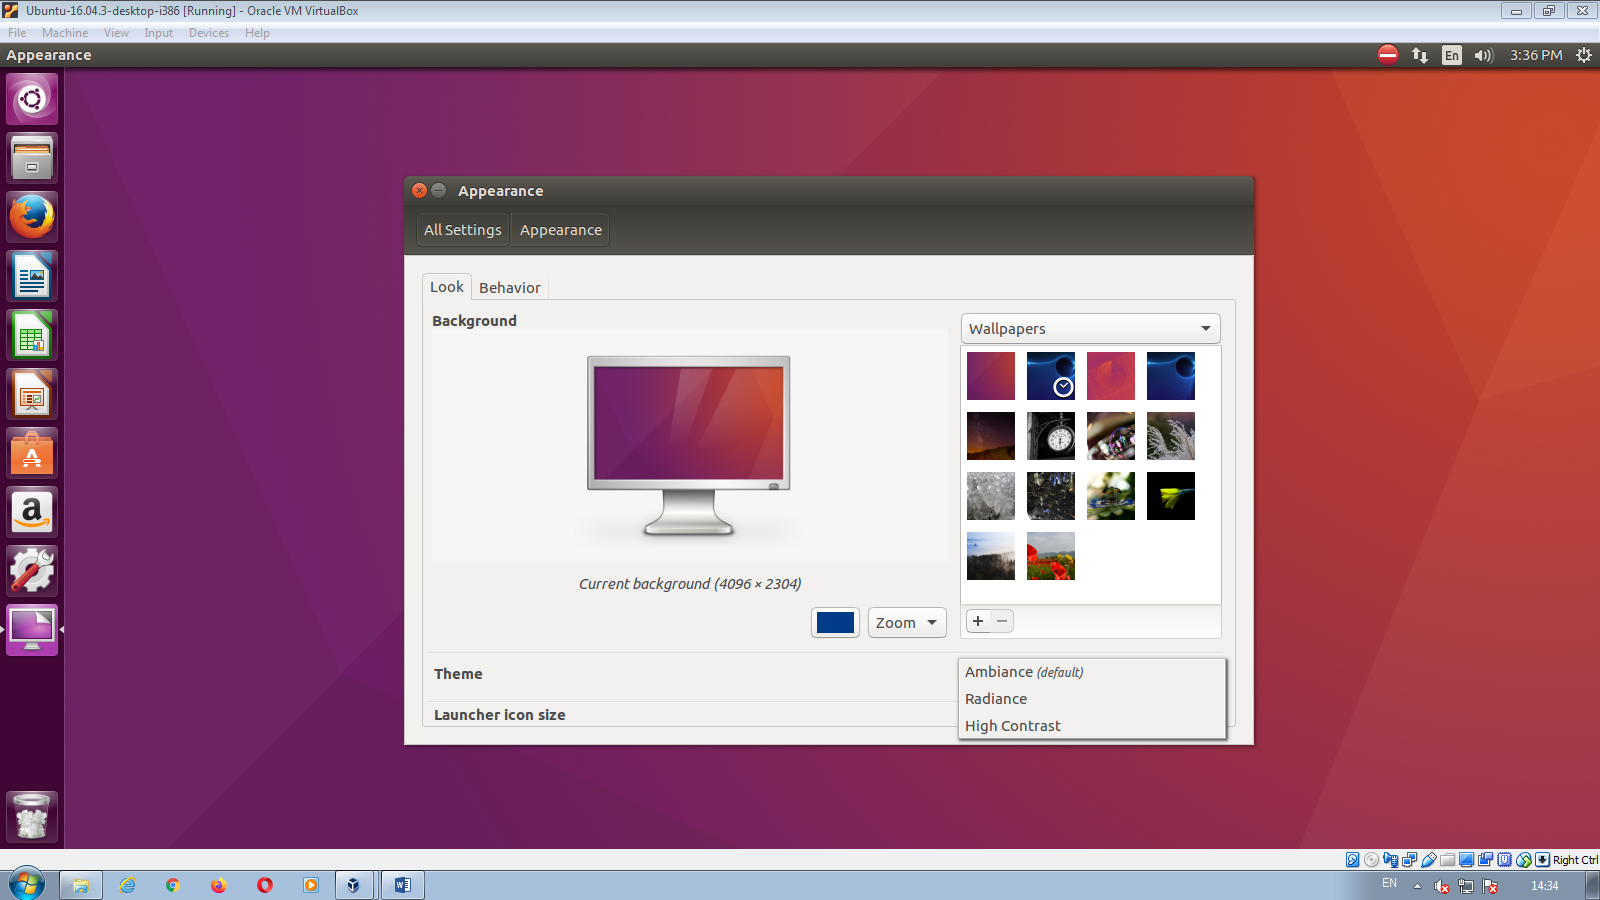 Ubuntu-16.04.3-desktop-i386 [Running] - Oracle VM VirtualBox
File Machine View Input Devices Help
Appearance En 3:36 PM
Appearance
All Settings Appearance
Look Behavior
Background
Wallpapers
Current background (4096 × 2304)
Zoom
+ −
Theme
Ambiance (default)
Radiance
Launcher icon size
High Contrast
Right Ctrl
EN 14:34